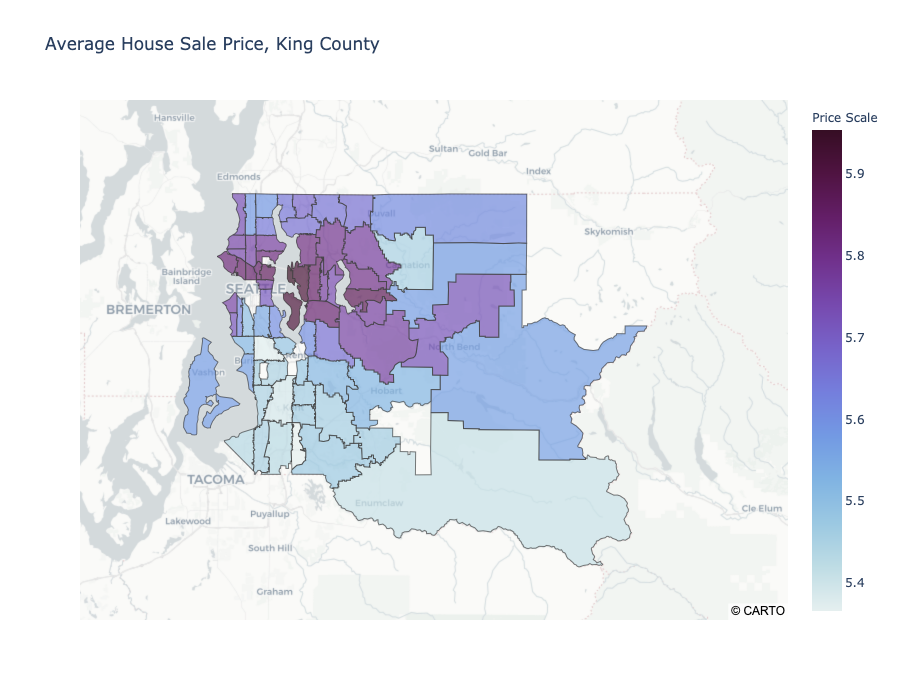 Average House Sale Price, King County
Price Scale
Hansville
Sultan
Gold Bar
Index
Edmonds
Skykomish
Duvall
Bainbridge
Island
SEATTLE
BREMERTON
North Bend
Vashon
Hobart
Kent
TACOMA
Enumclaw
Puyallup
Lakewood
South Hill
Graham
Cle Elum
5.9
5.8
5.7
5.6
5.5
5.4
© CARTO